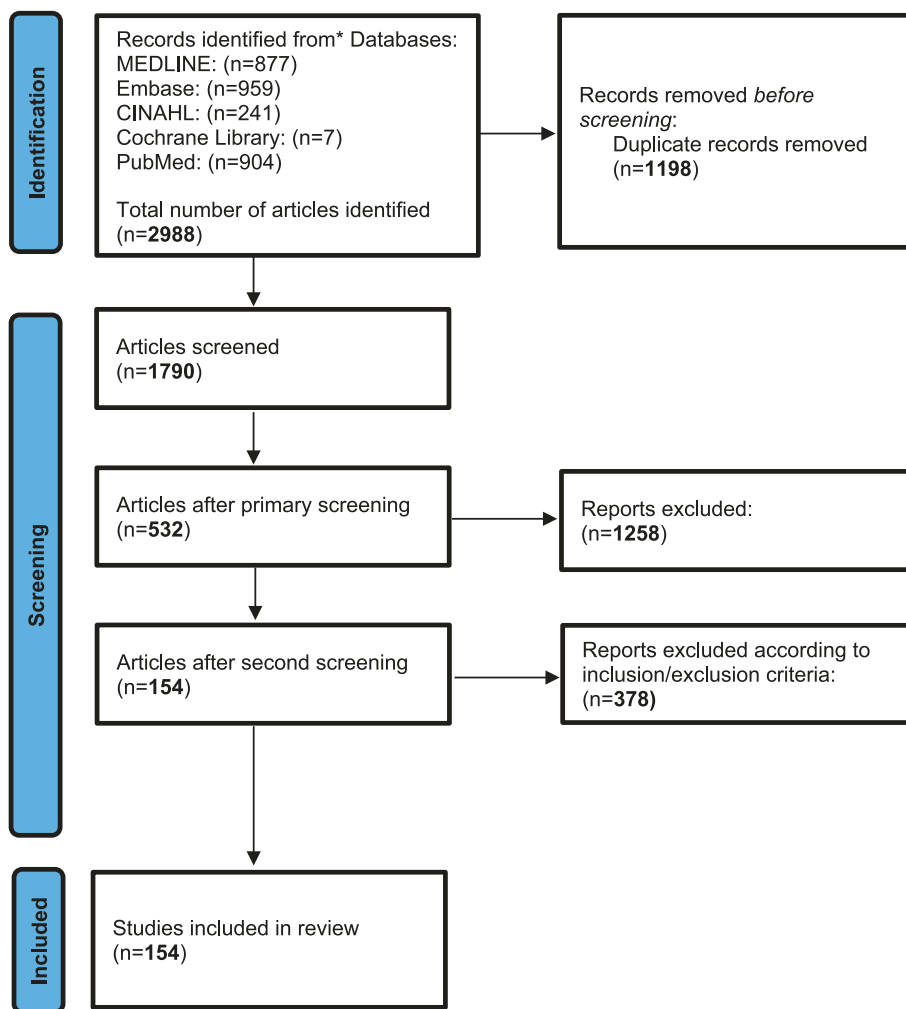 Identification
Records identified from* Databases:
MEDLINE: (n=877)
Embase: (n=959)
CINAHL: (n=241)
Cochrane Library: (n=7)
PubMed: (n=904)
Total number of articles identified
(n=2988)
Records removed before
screening:
Duplicate records removed
(n=1198)
Screening
Articles screened
(n=1790)
Articles after primary screening
(n=532)
Reports excluded:
(n=1258)
Articles after second screening
(n=154)
Reports excluded according to
inclusion/exclusion criteria:
(n=378)
Included
Studies included in review
(n=154)